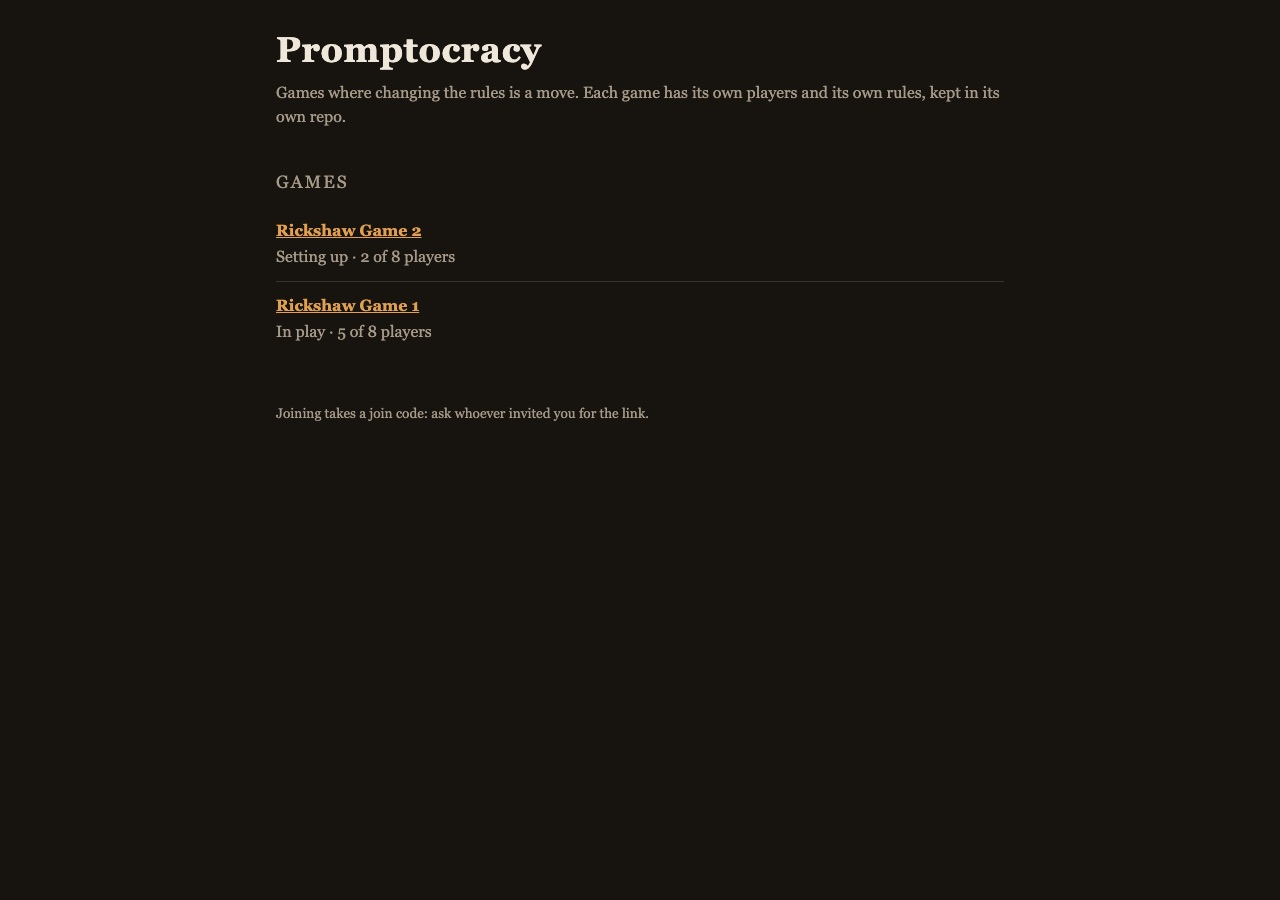 Promptocracy
Games where changing the rules is a move. Each game has its own players and its own rules, kept in its
own repo.
GAMES
Rickshaw Game 2
Setting up · 2 of 8 players
Rickshaw Game 1
In play · 5 of 8 players
Joining takes a join code: ask whoever invited you for the link.